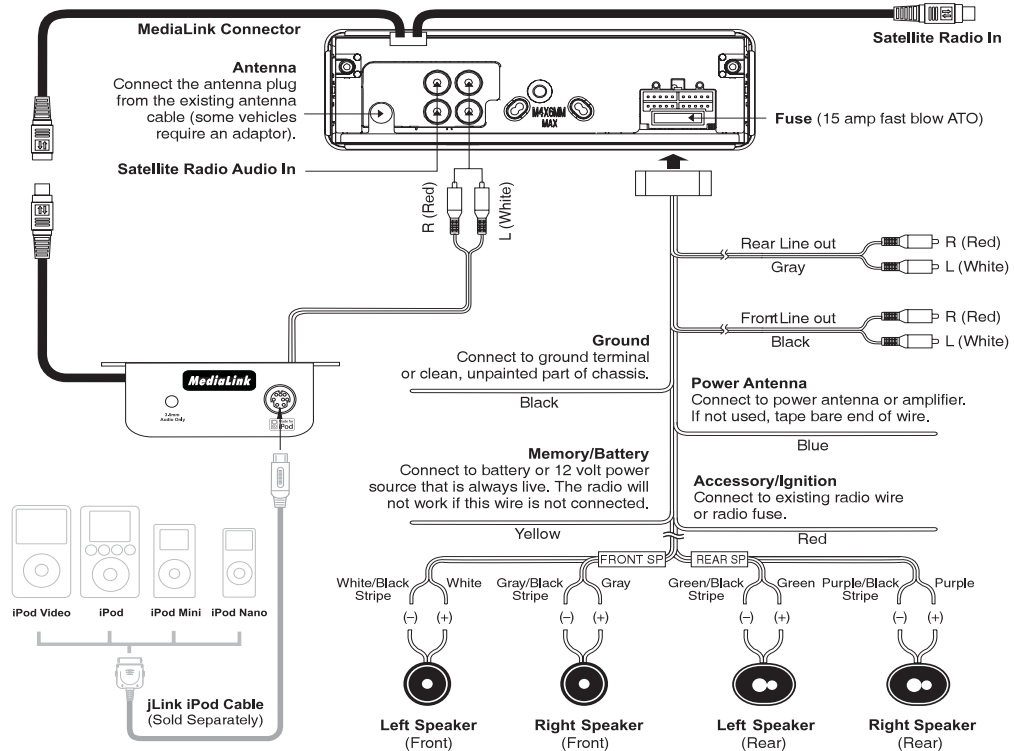 MediaLink Connector
Satellite Radio In
Antenna
Connect the antenna plug
from the existing antenna
cable (some vehicles
require an adaptor).
M4X6MM
MAX
Fuse (15 amp fast blow ATO)
Satellite Radio Audio In
R (Red)
L (White)
Rear Line out
Gray
R (Red)
L (White)
Front Line out
Black
R (Red)
L (White)
Ground
Connect to ground terminal
or clean, unpainted part of chassis.
Black
Power Antenna
Connect to power antenna or amplifier.
If not used, tape bare end of wire.
Blue
MediaLink
3.5mm
Audio Only
Made for
iPod
Memory/Battery
Connect to battery or 12 volt power
source that is always live. The radio will
not work if this wire is not connected.
Yellow
Accessory/Ignition
Connect to existing radio wire
or radio fuse.
Red
FRONT SP
REAR SP
White/Black
Stripe
White
Gray/Black
Stripe
Gray
Green/Black
Stripe
Green
Purple/Black
Stripe
Purple
(–) (+)
(–) (+)
(–) (+)
(–) (+)
iPod Video
iPod
iPod Mini
iPod Nano
jLink iPod Cable
(Sold Separately)
Left Speaker
(Front)
Right Speaker
(Front)
Left Speaker
(Rear)
Right Speaker
(Rear)